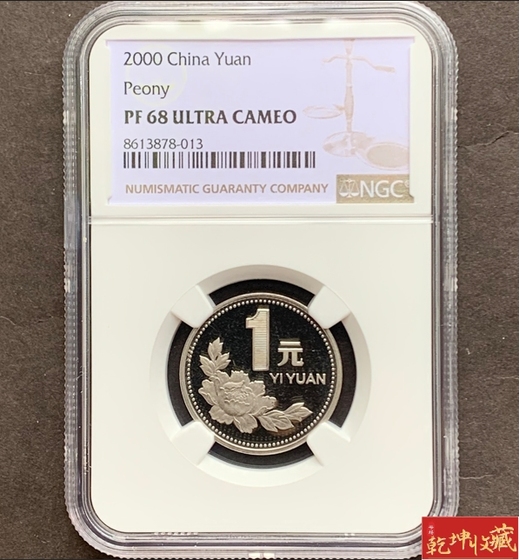 2000 China Yuan
Peony
PF 68 ULTRA CAMEO
8613878-013
NUMISMATIC GUARANTY COMPANY
NGC
1元
YI YUAN
乾坤收藏